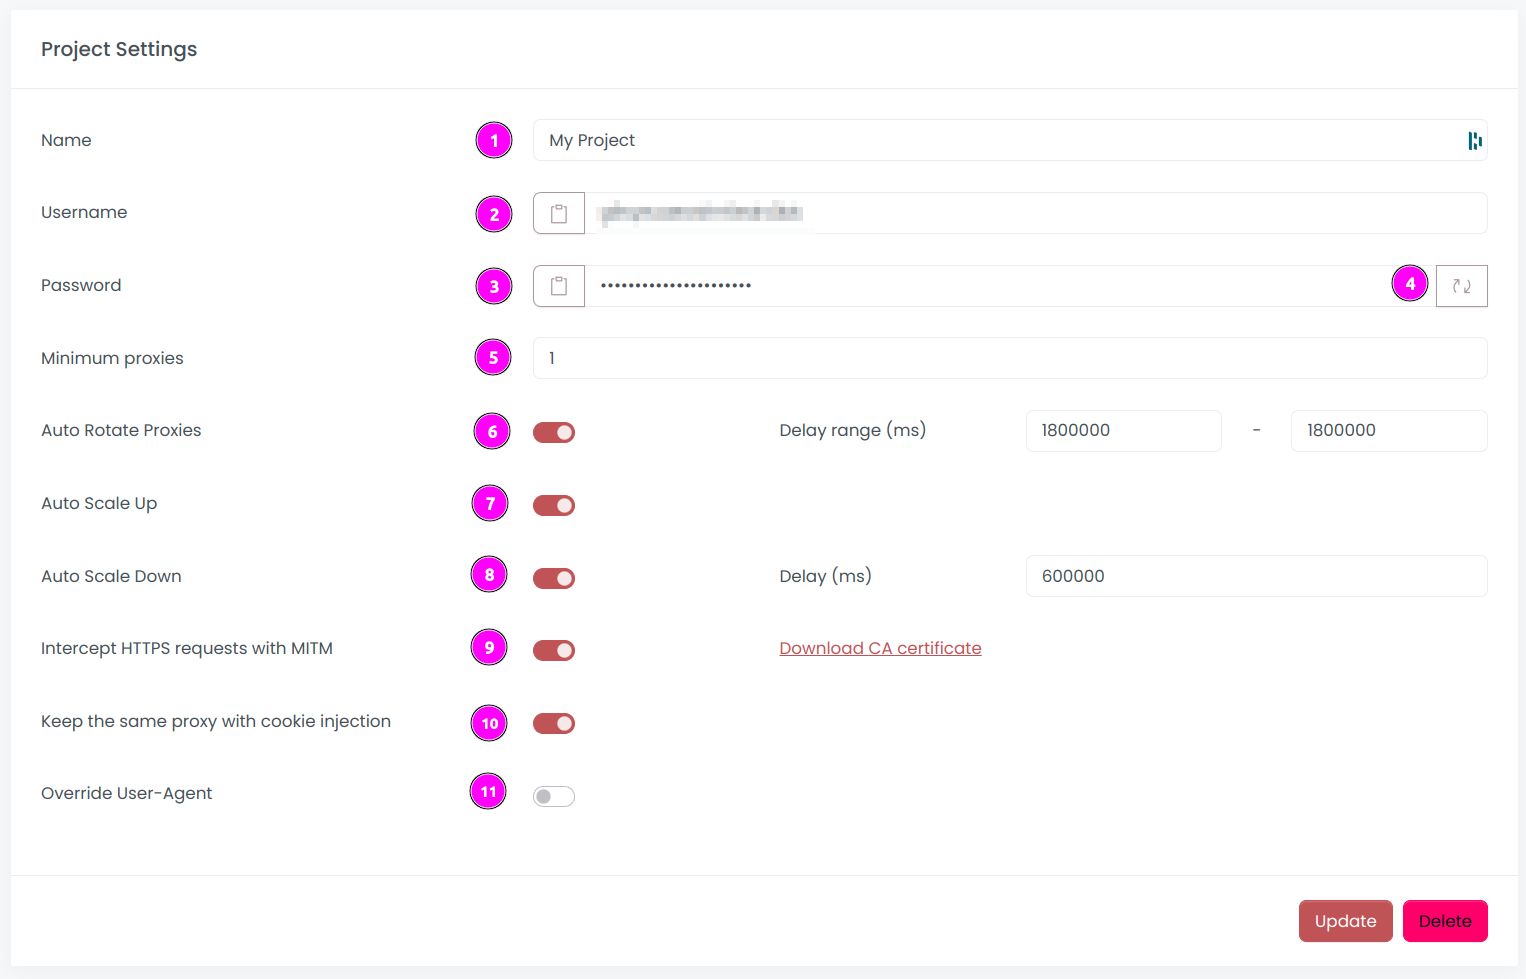 Project Settings
Name 1 My Project
Username 2
Password 3 •••••••••••••••••••••• 4
Minimum proxies 5 1
Auto Rotate Proxies 6 Delay range (ms) 1800000 - 1800000
Auto Scale Up 7
Auto Scale Down 8 Delay (ms) 600000
Intercept HTTPS requests with MITM 9 Download CA certificate
Keep the same proxy with cookie injection 10
Override User-Agent 11
Update Delete